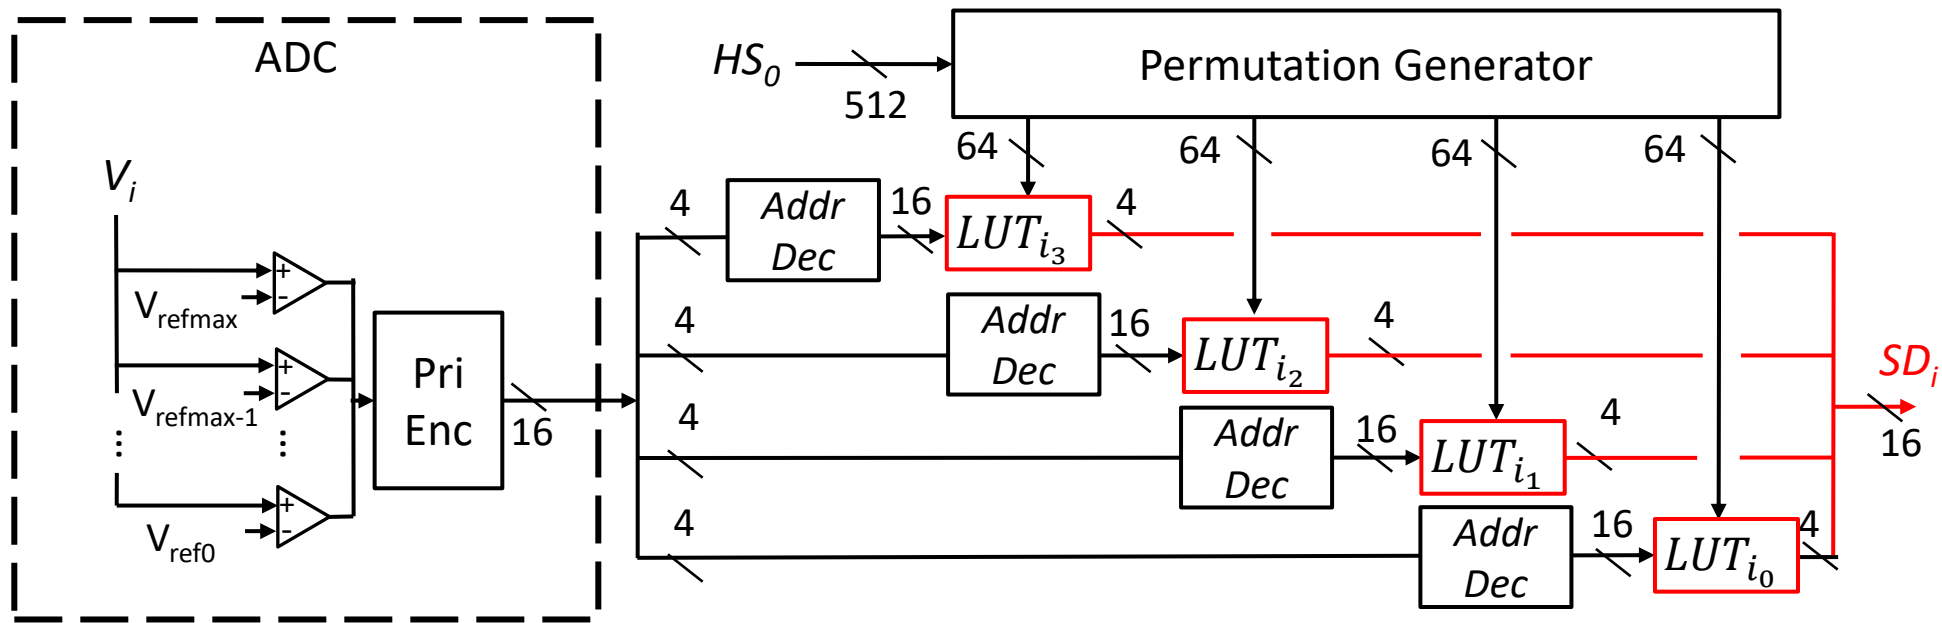 ADC
HS0
512
Permutation Generator
64
64
64
64
Vi
4
Addr
Dec
16
LUTi3
4
+
-
Vrefmax
4
Addr
Dec
16
LUTi2
4
+
-
Vrefmax-1
...
...
Pri
Enc
16
4
Addr
Dec
16
LUTi1
4
SDi
16
+
-
Vref0
4
Addr
Dec
16
LUTi0
4